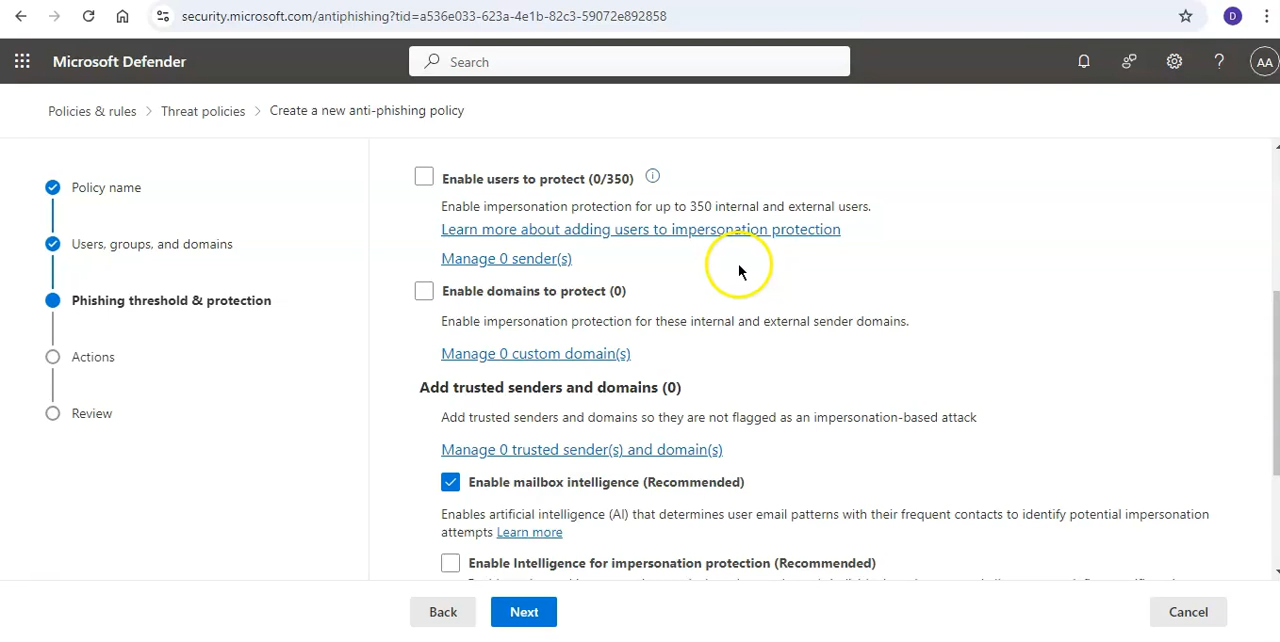 security.microsoft.com/antiphishing?tid=a536e033-623a-4e1b-82c3-59072e892858
D
Microsoft Defender
Search
AA
Policies & rules > Threat policies > Create a new anti-phishing policy
Policy name
Users, groups, and domains
Phishing threshold & protection
Actions
Review
Enable users to protect (0/350)
Enable impersonation protection for up to 350 internal and external users.
Learn more about adding users to impersonation protection
Manage 0 sender(s)
Enable domains to protect (0)
Enable impersonation protection for these internal and external sender domains.
Manage 0 custom domain(s)
Add trusted senders and domains (0)
Add trusted senders and domains so they are not flagged as an impersonation-based attack
Manage 0 trusted sender(s) and domain(s)
Enable mailbox intelligence (Recommended)
Enables artificial intelligence (AI) that determines user email patterns with their frequent contacts to identify potential impersonation
attempts Learn more
Enable Intelligence for impersonation protection (Recommended)
Back
Next
Cancel